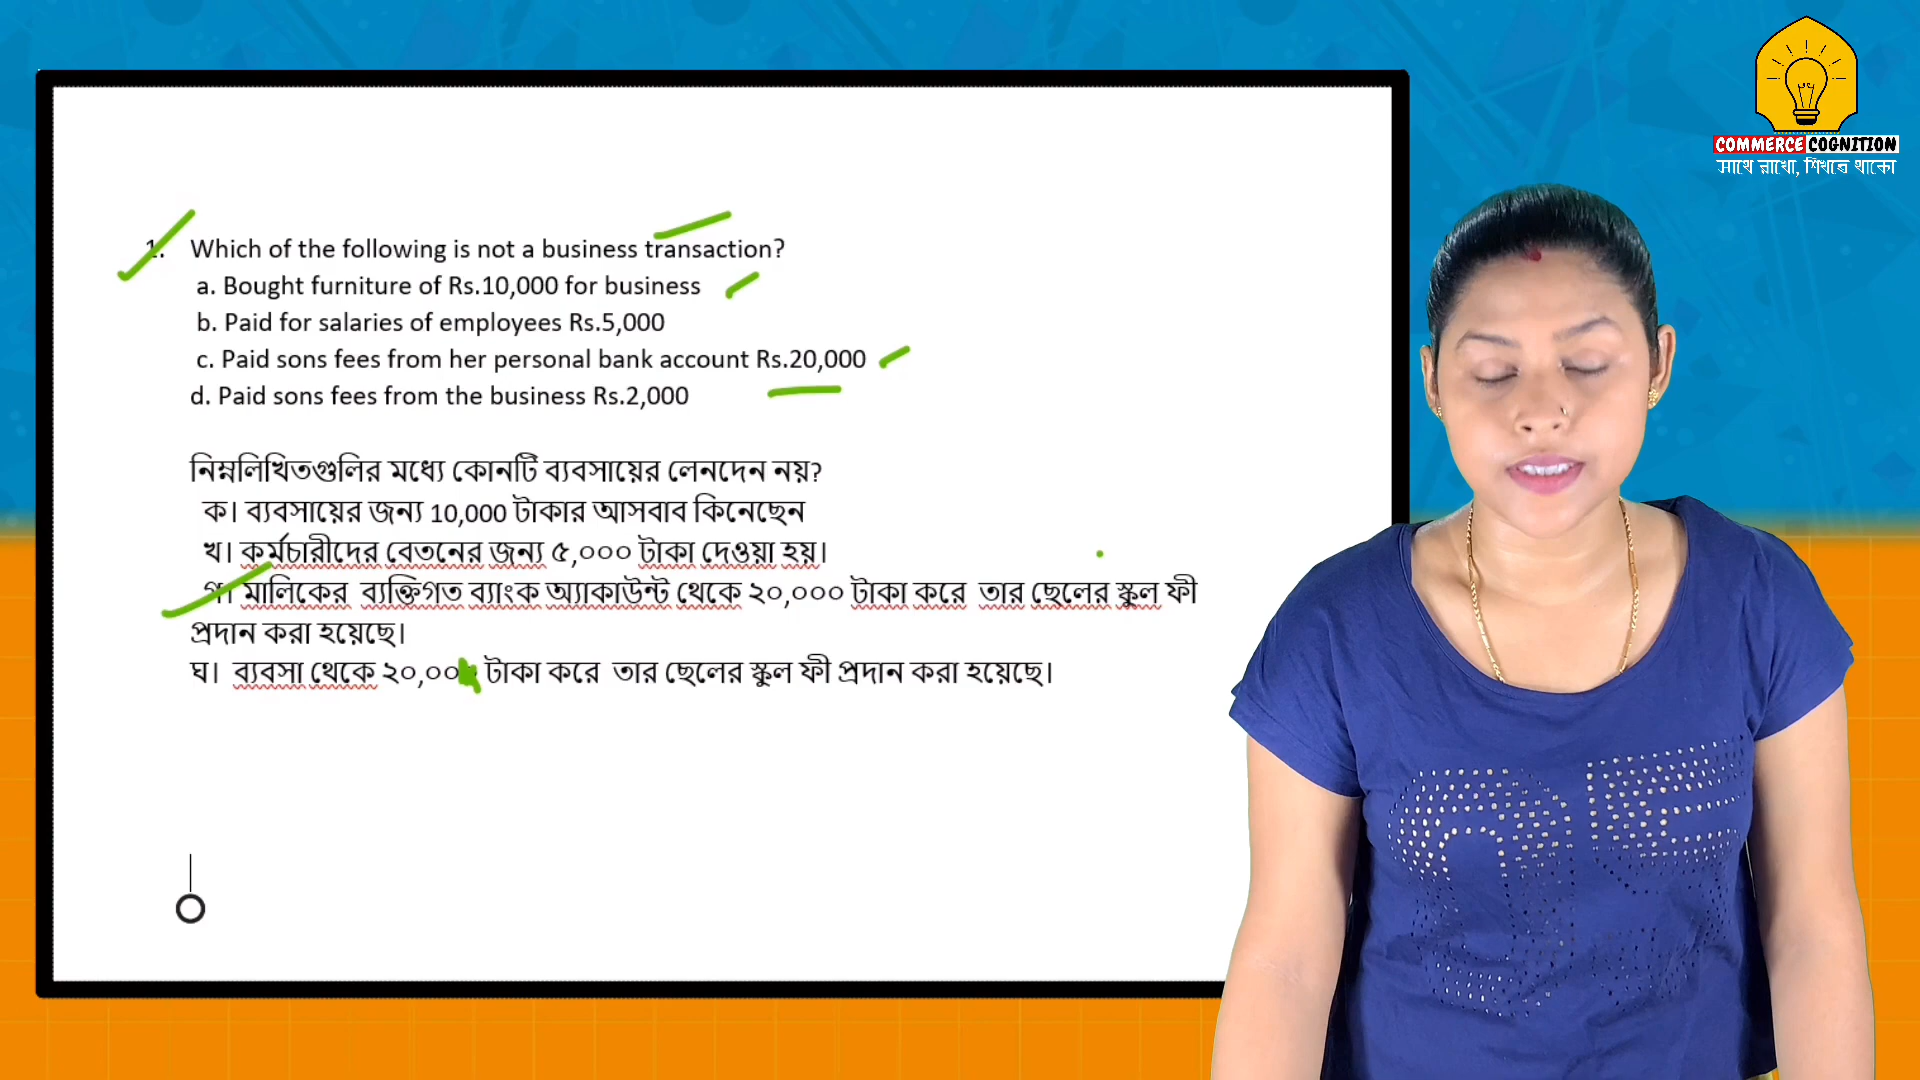 COMMERCE COGNITION
সাথে রাখো, শিখতে থাকো
1. Which of the following is not a business transaction?
a. Bought furniture of Rs.10,000 for business
b. Paid for salaries of employees Rs.5,000
c. Paid sons fees from her personal bank account Rs.20,000
d. Paid sons fees from the business Rs.2,000
নিম্নলিখিতগুলির মধ্যে কোনটি ব্যবসায়ের লেনদেন নয়?
ক। ব্যবসায়ের জন্য 10,000 টাকার আসবাব কিনেছেন
খ। কর্মচারীদের বেতনের জন্য ৫,০০০ টাকা দেওয়া হয়।
গ। মালিকের ব্যক্তিগত ব্যাংক অ্যাকাউন্ট থেকে ২০,০০০ টাকা করে তার ছেলের স্কুল ফী
প্রদান করা হয়েছে।
ঘ। ব্যবসা থেকে ২০,০০০ টাকা করে তার ছেলের স্কুল ফী প্রদান করা হয়েছে।